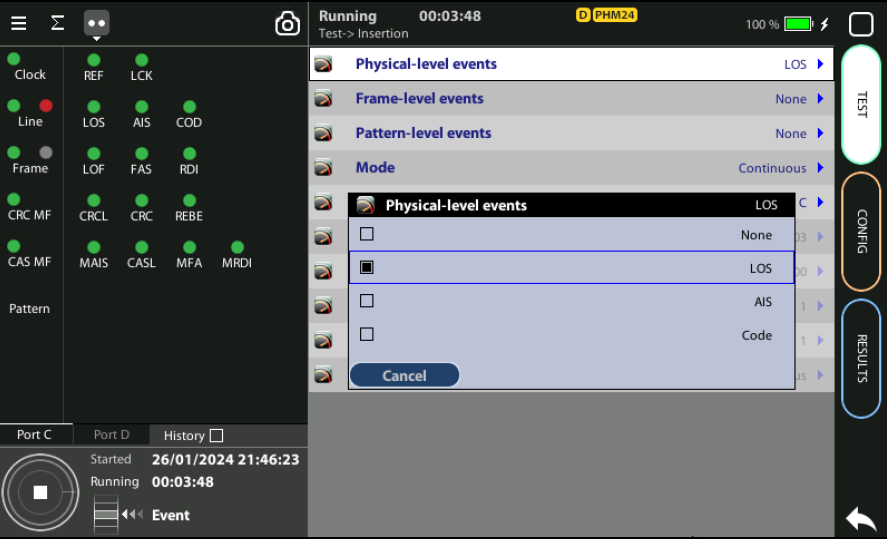 Σ
Running 00:03:48 D PHM24
Test-> Insertion
100 %
Clock REF LCK
Line LOS AIS COD
Frame LOF FAS RDI
CRC MF CRCL CRC REBE
CAS MF MAIS CASL MFA MRDI
Pattern
Physical-level events LOS
Frame-level events None
Pattern-level events None
Mode Continuous
C
Physical-level events LOS
None
LOS
AIS
Code
Cancel
1
1
TEST
CONFIG
RESULTS
Port C Port D History
Started 26/01/2024 21:46:23
Running 00:03:48
Event